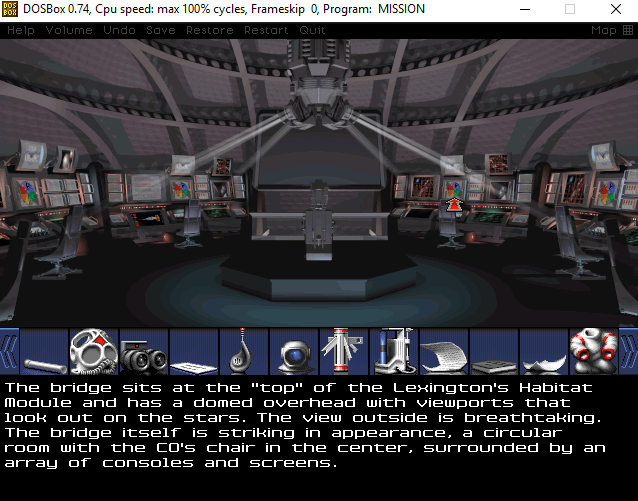 DOS
BOX
DOSBox 0.74, Cpu speed: max 100% cycles, Frameskip 0, Program: MISSION
Help Volume Undo Save Restore Restart Quit Map
The bridge sits at the "top" of the Lexington's Habitat
Module and has a domed overhead with viewports that
look out on the stars. The view outside is breathtaking.
The bridge itself is striking in appearance, a circular
room with the CO's chair in the center, surrounded by an
array of consoles and screens.